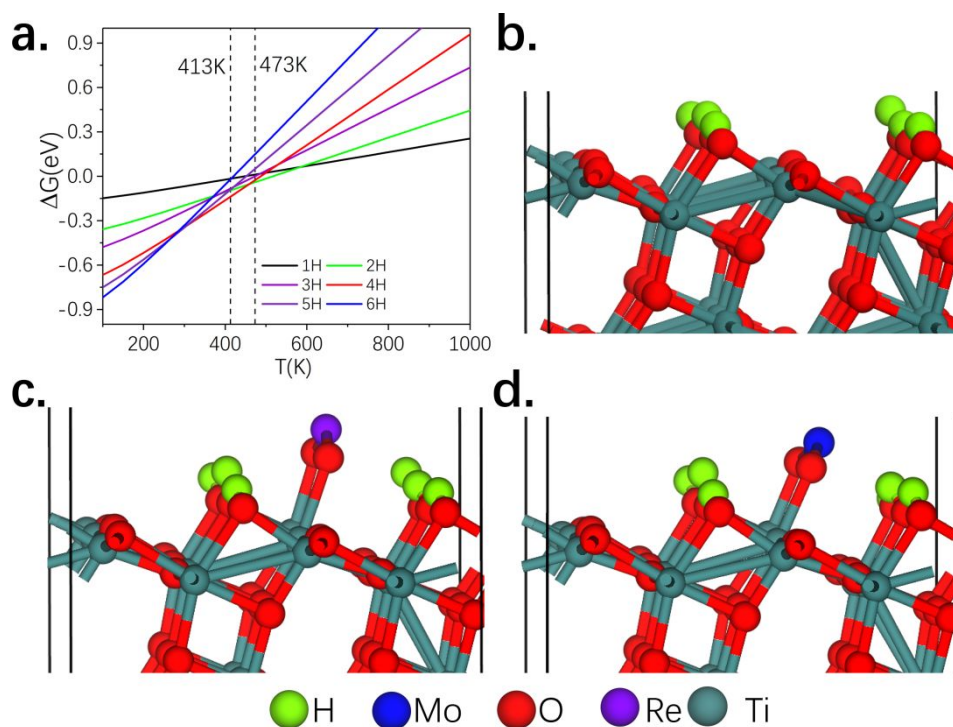 a.
0.9
0.6
0.3
0.0
-0.3
-0.6
-0.9
ΔG(eV)
413K
473K
1H 2H
3H 4H
5H 6H
200 400 600 800 1000
T(K)
b.
c.
d.
H Mo O Re Ti